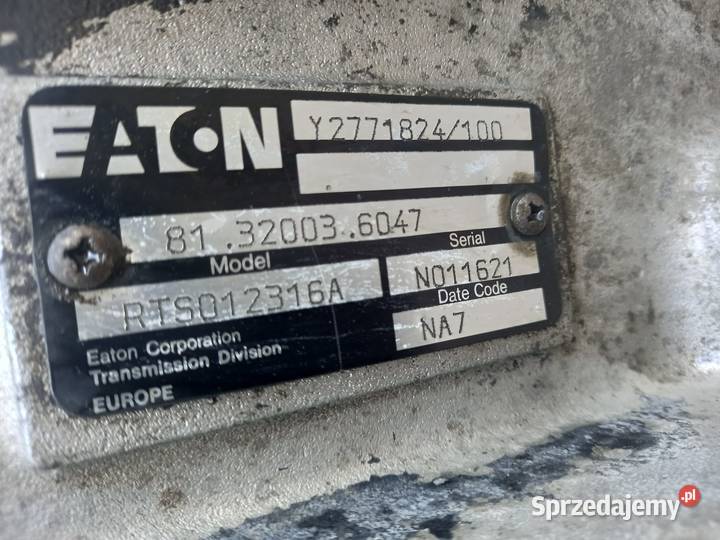 EATON
Y2771824/100
81.32003.6047
Model
Serial
RTSO12316A
NO11621
Date Code
NA7
Eaton Corporation
Transmission Division
EUROPE
Sprzedajemy.pl